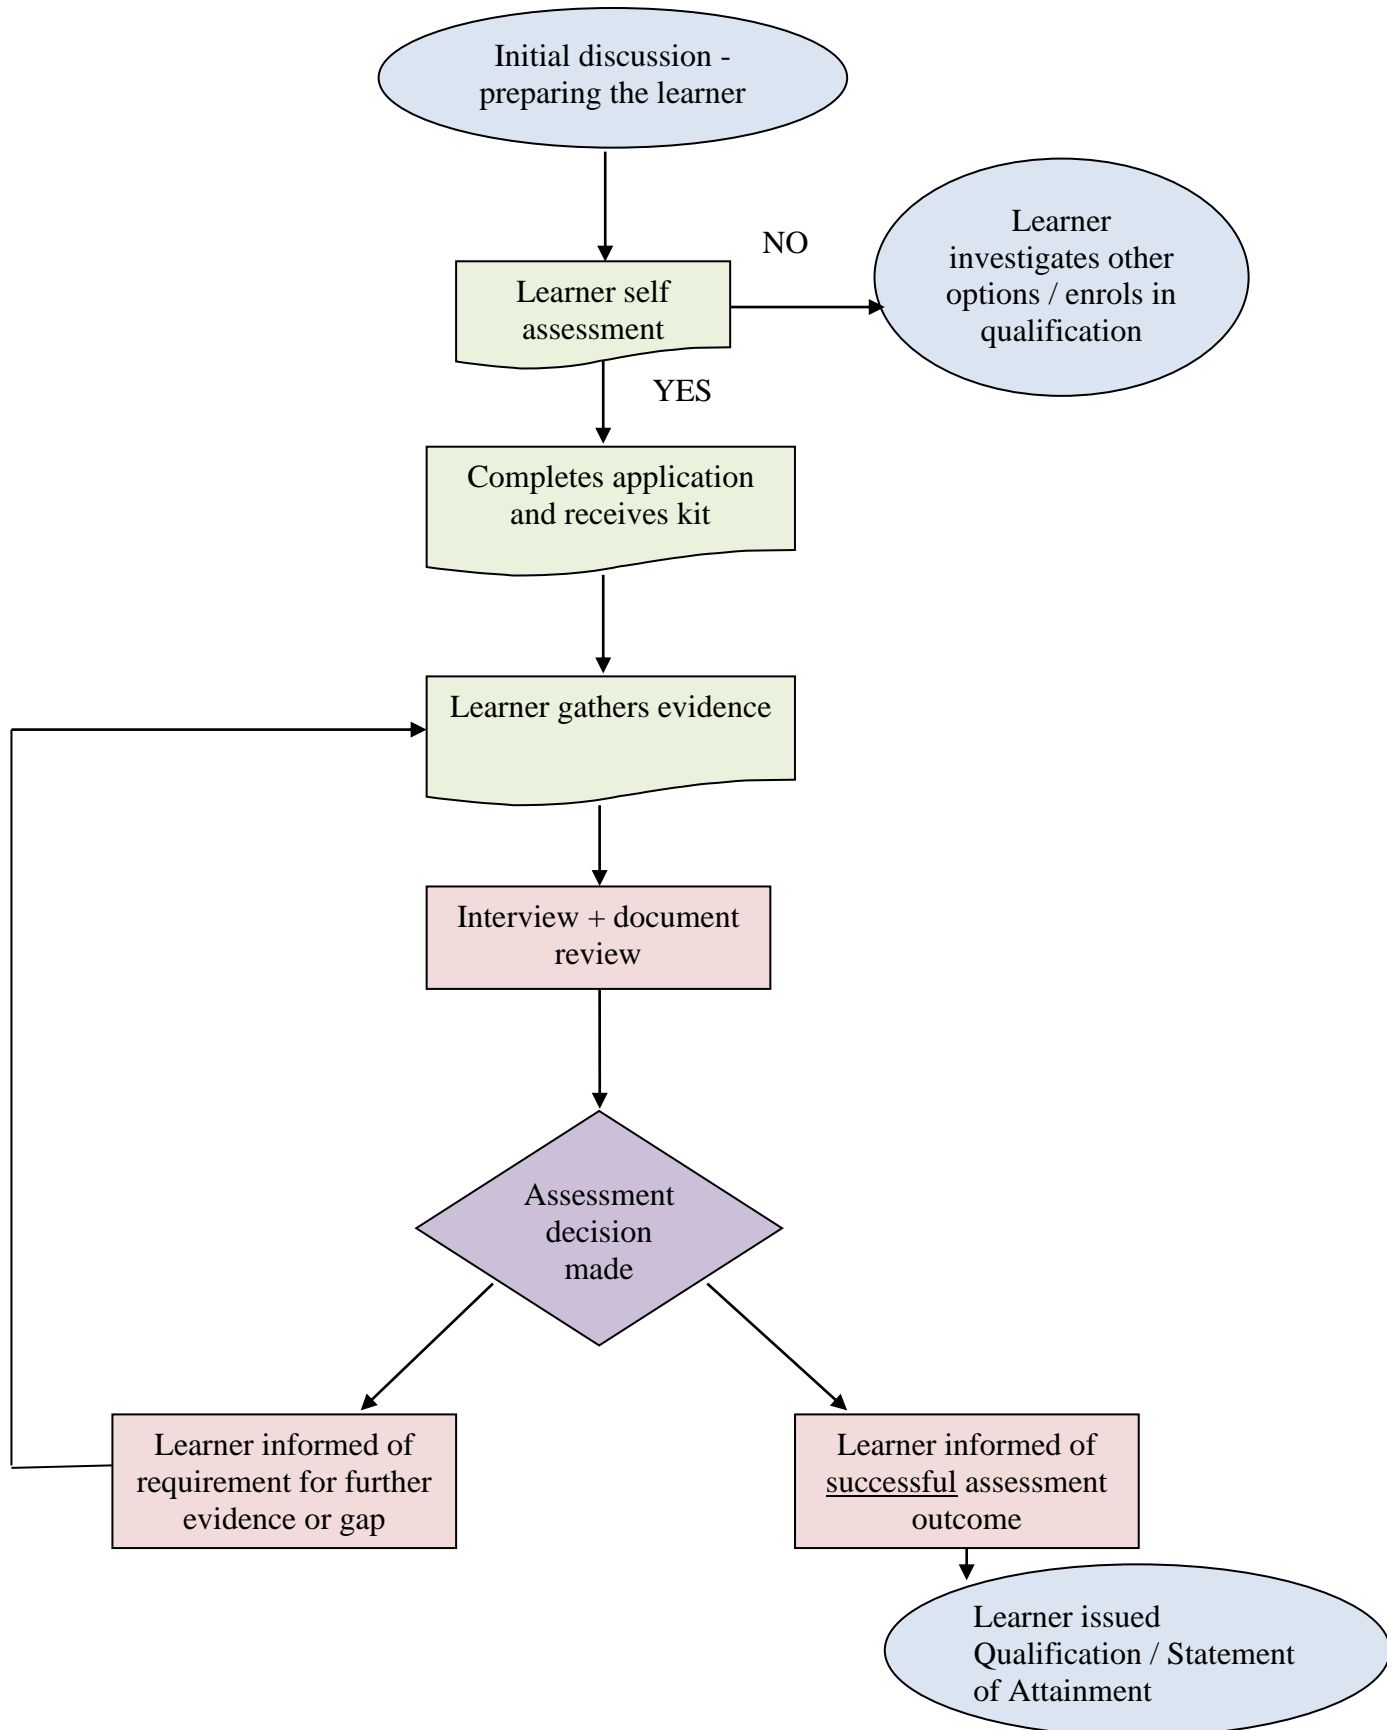 Initial discussion -
preparing the learner
NO
Learner
investigates other
options / enrols in
qualification
Learner self
assessment
YES
Completes application
and receives kit
Learner gathers evidence
Interview + document
review
Assessment
decision
made
Learner informed of
requirement for further
evidence or gap
Learner informed of
successful assessment
outcome
Learner issued
Qualification / Statement
of Attainment